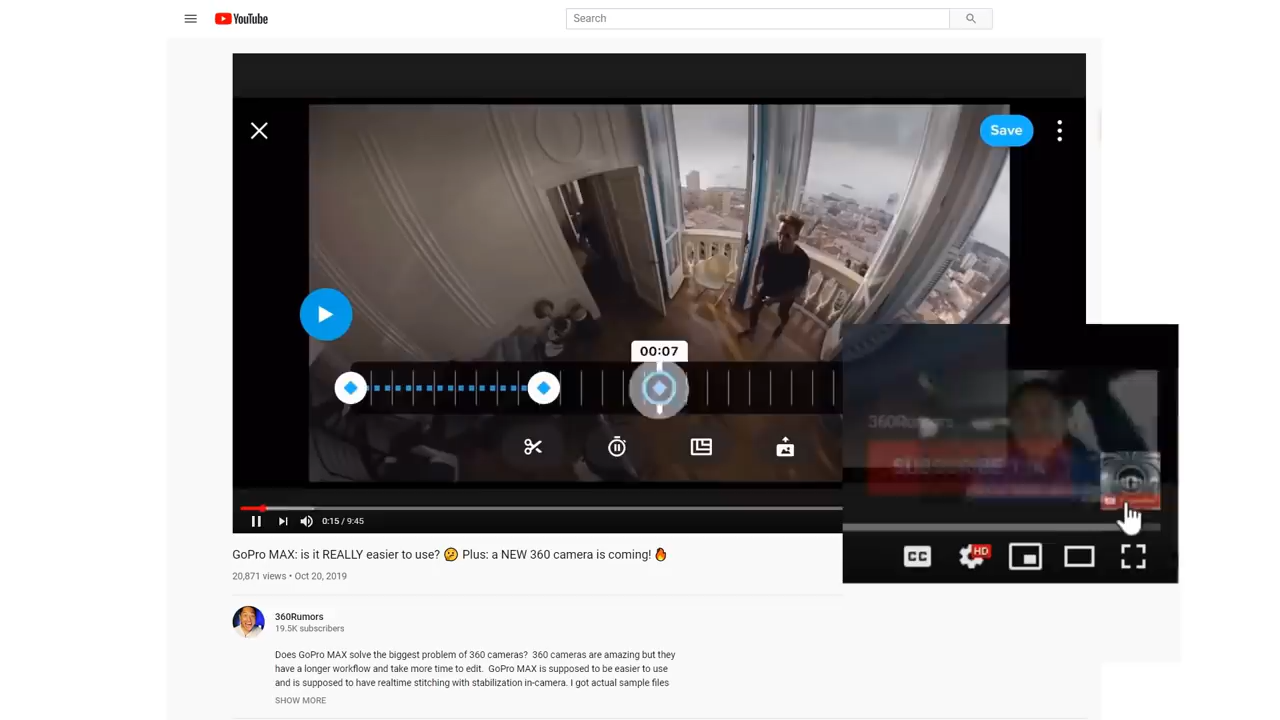 YouTube
Search
Save
00:07
360Rumors
CC
HD
0:15 / 9:45
GoPro MAX: is it REALLY easier to use? 😕 Plus: a NEW 360 camera is coming! 🔥
20,871 views • Oct 20, 2019
360Rumors
19.5K subscribers
Does GoPro MAX solve the biggest problem of 360 cameras?  360 cameras are amazing but they
have a longer workflow and take more time to edit.  GoPro MAX is supposed to be easier to use
and is supposed to have realtime stitching with stabilization in-camera. I got actual sample files
SHOW MORE